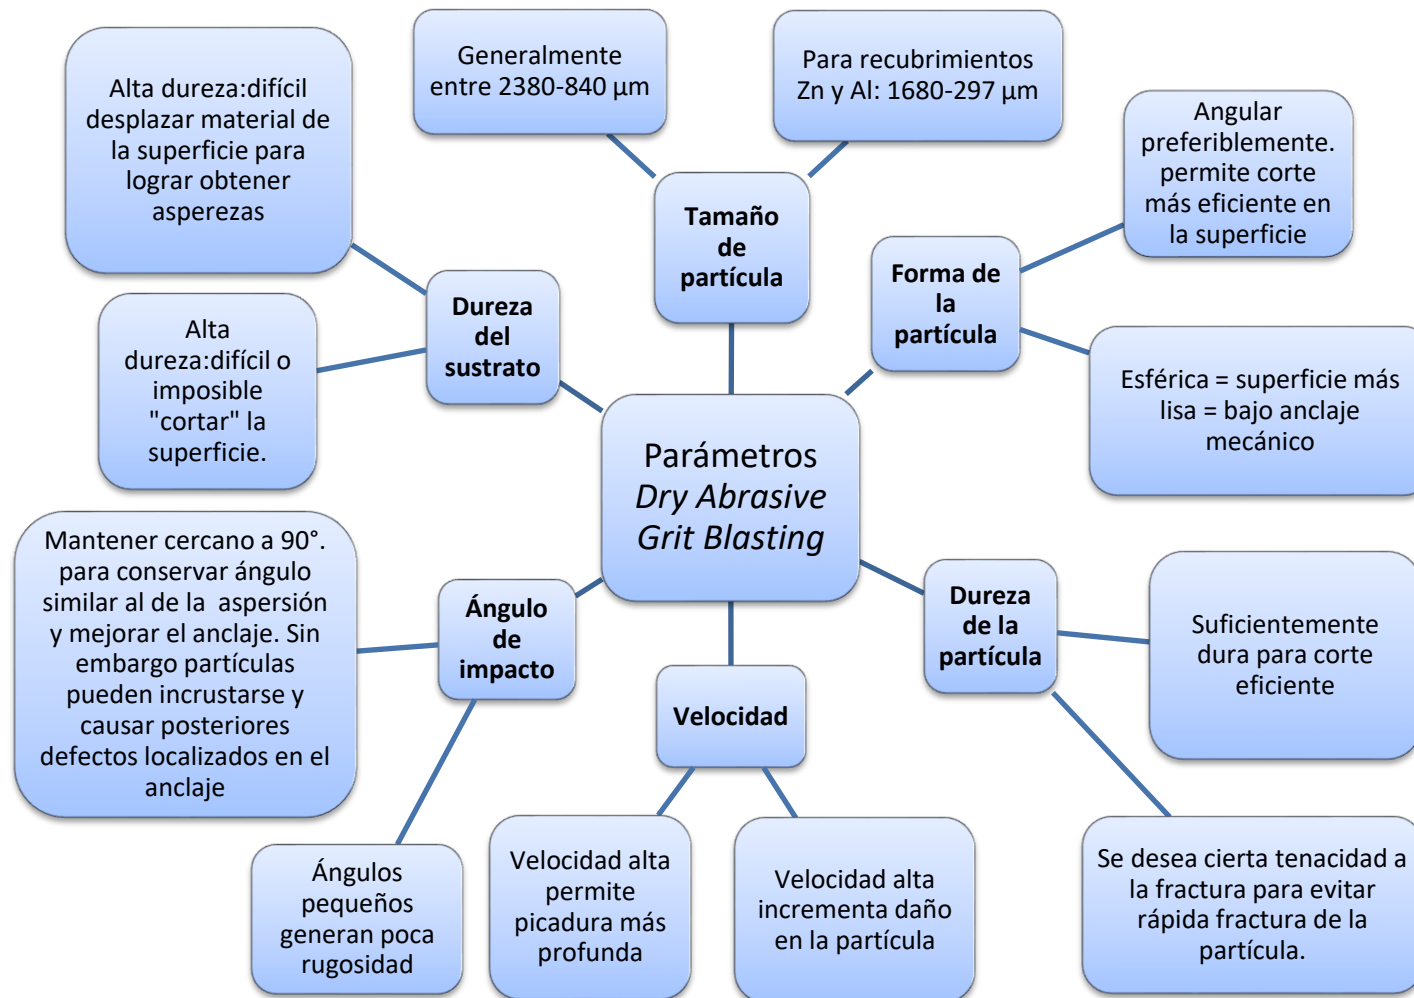 Generalmente
entre 2380-840 µm
Para recubrimientos
Zn y Al: 1680-297 µm
Alta dureza:difícil
desplazar material de
la superficie para
lograr obtener
asperezas
Angular
preferiblemente.
permite corte
más eficiente en
la superficie
Tamaño
de
partícula
Forma de
la
partícula
Dureza
del
sustrato
Alta
dureza:difícil o
imposible
"cortar" la
superficie.
Esférica = superficie más
lisa = bajo anclaje
mecánico
Parámetros
Dry Abrasive
Grit Blasting
Mantener cercano a 90°.
para conservar ángulo
similar al de la aspersión
y mejorar el anclaje. Sin
embargo partículas
pueden incrustarse y
causar posteriores
defectos localizados en el
anclaje
Ángulo
de
impacto
Dureza
de la
partícula
Suficientemente
dura para corte
eficiente
Velocidad
Ángulos
pequeños
generan poca
rugosidad
Velocidad alta
permite
picadura más
profunda
Velocidad alta
incrementa daño
en la partícula
Se desea cierta tenacidad a
la fractura para evitar
rápida fractura de la
partícula.